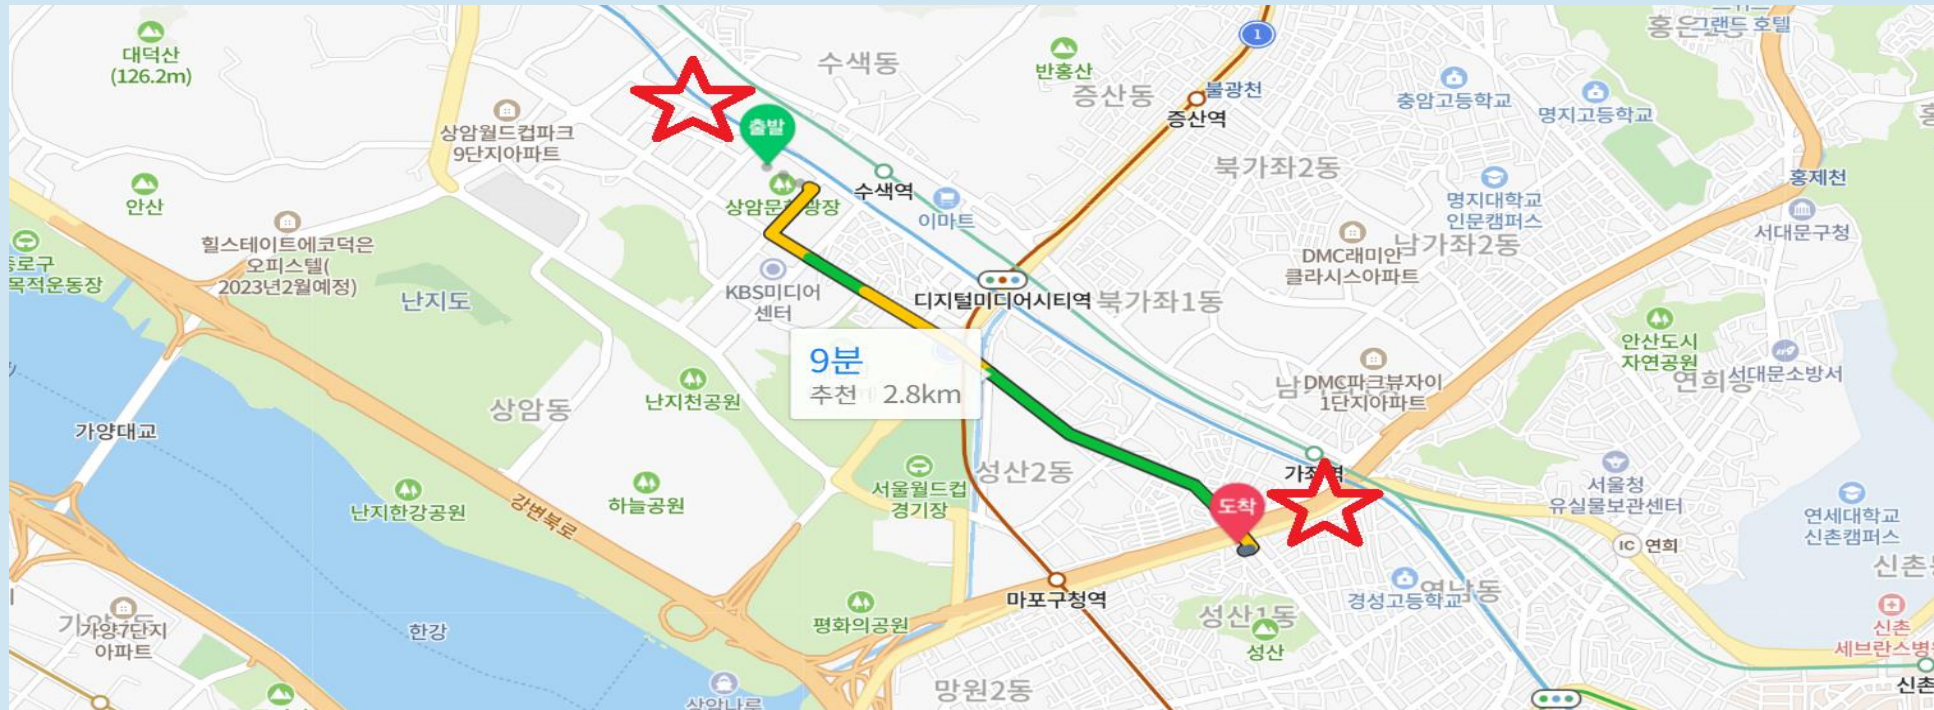 대덕산
(126.2m)
수색동
반홍산
1
그랜드 호텔
증산동
불광천
증산역
충암고등학교
명지고등학교
출발
상암월드컵파크
9단지아파트
북가좌2동
안산
수색역
명지대학교
인문캠퍼스
홍제천
이마트
서대문구청
힐스테이트에코덕은
오피스텔(
2023년2월예정)
DMC래미안
클라시스아파트
남가좌2동
목적운동장
난지도
KBS미디어
센터
디지털미디어시티역
북가좌1동
안산도시
자연공원
9분
추천 2.8km
난지천공원
DMC파크뷰자이
1단지아파트
서대문소방서
상암동
가양대교
성산2동
서울월드컵
경기장
하늘공원
난지한강공원
강변북로
도착
서울청
유실물보관센터
연세대학교
신촌캠퍼스
IC 연희
마포구청역
경성고등학교
연남동
성산1동
성산
평화의공원
한강
가양7단지
아파트
신촌
망원2동